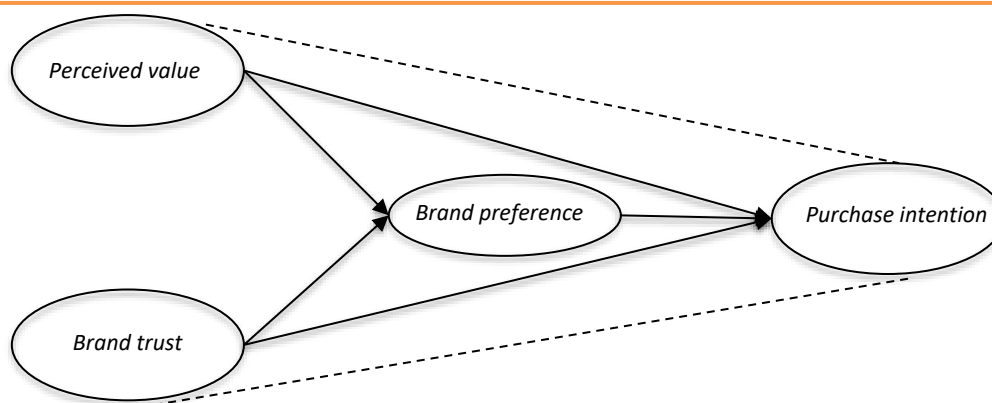 Perceived value
Brand preference
Purchase intention
Brand trust